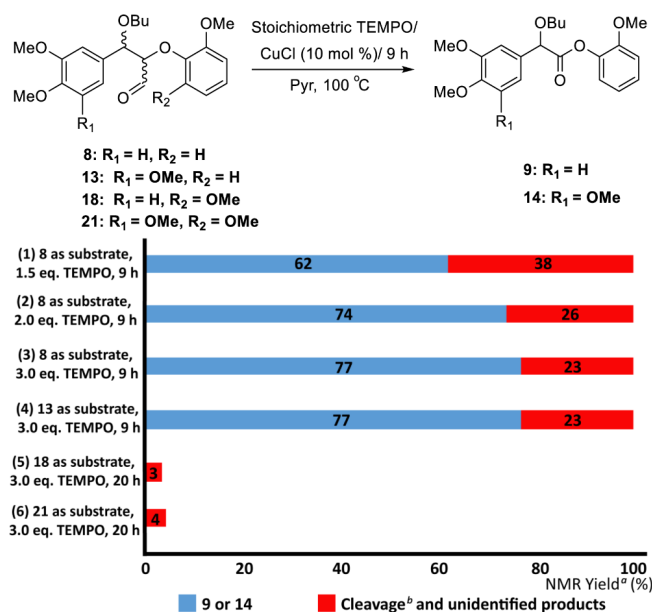 OBu
OMe
MeO
O
MeO
O
R2
R1
Stoichiometric TEMPO/
CuCl (10 mol %)/ 9 h
Pyr, 100 °C
OBu
OMe
MeO
O
MeO
O
R1
8: R1 = H, R2 = H
13: R1 = OMe, R2 = H
18: R1 = H, R2 = OMe
21: R1 = OMe, R2 = OMe
9: R1 = H
14: R1 = OMe
(1) 8 as substrate,
1.5 eq. TEMPO, 9 h
62
38
(2) 8 as substrate,
2.0 eq. TEMPO, 9 h
74
26
(3) 8 as substrate,
3.0 eq. TEMPO, 9 h
77
23
(4) 13 as substrate,
3.0 eq. TEMPO, 9 h
77
23
(5) 18 as substrate,
3.0 eq. TEMPO, 20 h
3
(6) 21 as substrate,
3.0 eq. TEMPO, 20 h
4
0 20 40 60 80 100
NMR Yieldᵃ (%)
9 or 14
Cleavageᵇ and unidentified products